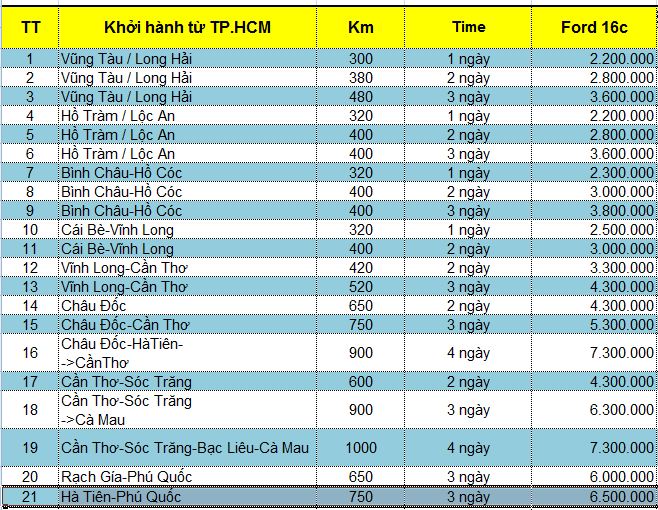 TT Khởi hành từ TP.HCM Km Time Ford 16c
1 Vũng Tàu / Long Hải 300 1 ngày 2.200.000
2 Vũng Tàu / Long Hải 380 2 ngày 2.800.000
3 Vũng Tàu / Long Hải 480 3 ngày 3.600.000
4 Hồ Tràm / Lộc An 320 1 ngày 2.200.000
5 Hồ Tràm / Lộc An 400 2 ngày 2.800.000
6 Hồ Tràm / Lộc An 400 3 ngày 3.600.000
7 Bình Châu-Hồ Cóc 320 1 ngày 2.300.000
8 Bình Châu-Hồ Cóc 400 2 ngày 3.000.000
9 Bình Châu-Hồ Cóc 400 3 ngày 3.800.000
10 Cái Bè-Vĩnh Long 320 1 ngày 2.500.000
11 Cái Bè-Vĩnh Long 400 2 ngày 3.000.000
12 Vĩnh Long-Cần Thơ 420 2 ngày 3.300.000
13 Vĩnh Long-Cần Thơ 520 3 ngày 4.300.000
14 Châu Đốc 650 2 ngày 4.300.000
15 Châu Đốc-Cần Thơ 750 3 ngày 5.300.000
16 Châu Đốc-HàTiên- 900 4 ngày 7.300.000
->CầnThơ
17 Cần Thơ-Sóc Trăng 600 2 ngày 4.300.000
18 Cần Thơ-Sóc Trăng 900 3 ngày 6.300.000
->Cà Mau
19 Cần Thơ-Sóc Trăng-Bạc Liêu-Cà Mau 1000 4 ngày 7.300.000
20 Rạch Gía-Phú Quốc 650 3 ngày 6.000.000
21 Hà Tiên-Phú Quốc 750 3 ngày 6.500.000